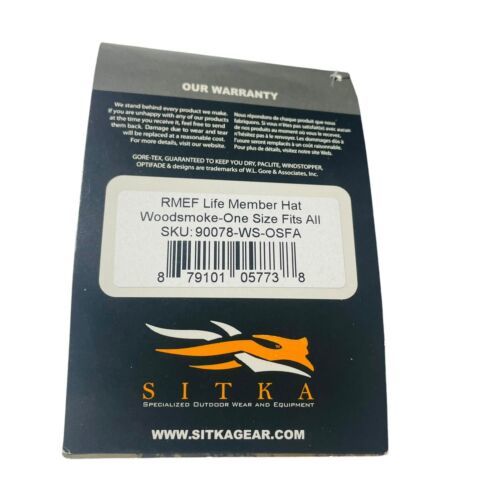 OUR WARRANTY
We stand behind every product we make.
If you are unhappy with any of our products
at the time you receive it, feel free to send
them back. Damage due to wear and tear
will be replaced at a reasonable cost.
For more details, visit our website.
Nous répondons de chaque produit que nous
fabriquons. Si vous n'êtes pas satisfaites avec aucun
de nos produits au moment où vous le recevez,
n'hésitez pas à le renvoyer. Les dommages dûs à
l'usure seront remplacés à un coût raisonnable.
Pour plus de détails, visitez notre site Web.
GORE-TEX, GUARANTEED TO KEEP YOU DRY, PACLITE, WINDSTOPPER,
OPTIFADE & designs are trademarks of W.L. Gore & Associates, Inc.
RMEF Life Member Hat
Woodsmoke-One Size Fits All
SKU: 90078-WS-OSFA
8 79101 05773 8
SITKA
SPECIALIZED OUTDOOR WEAR AND EQUIPMENT
WWW.SITKAGEAR.COM